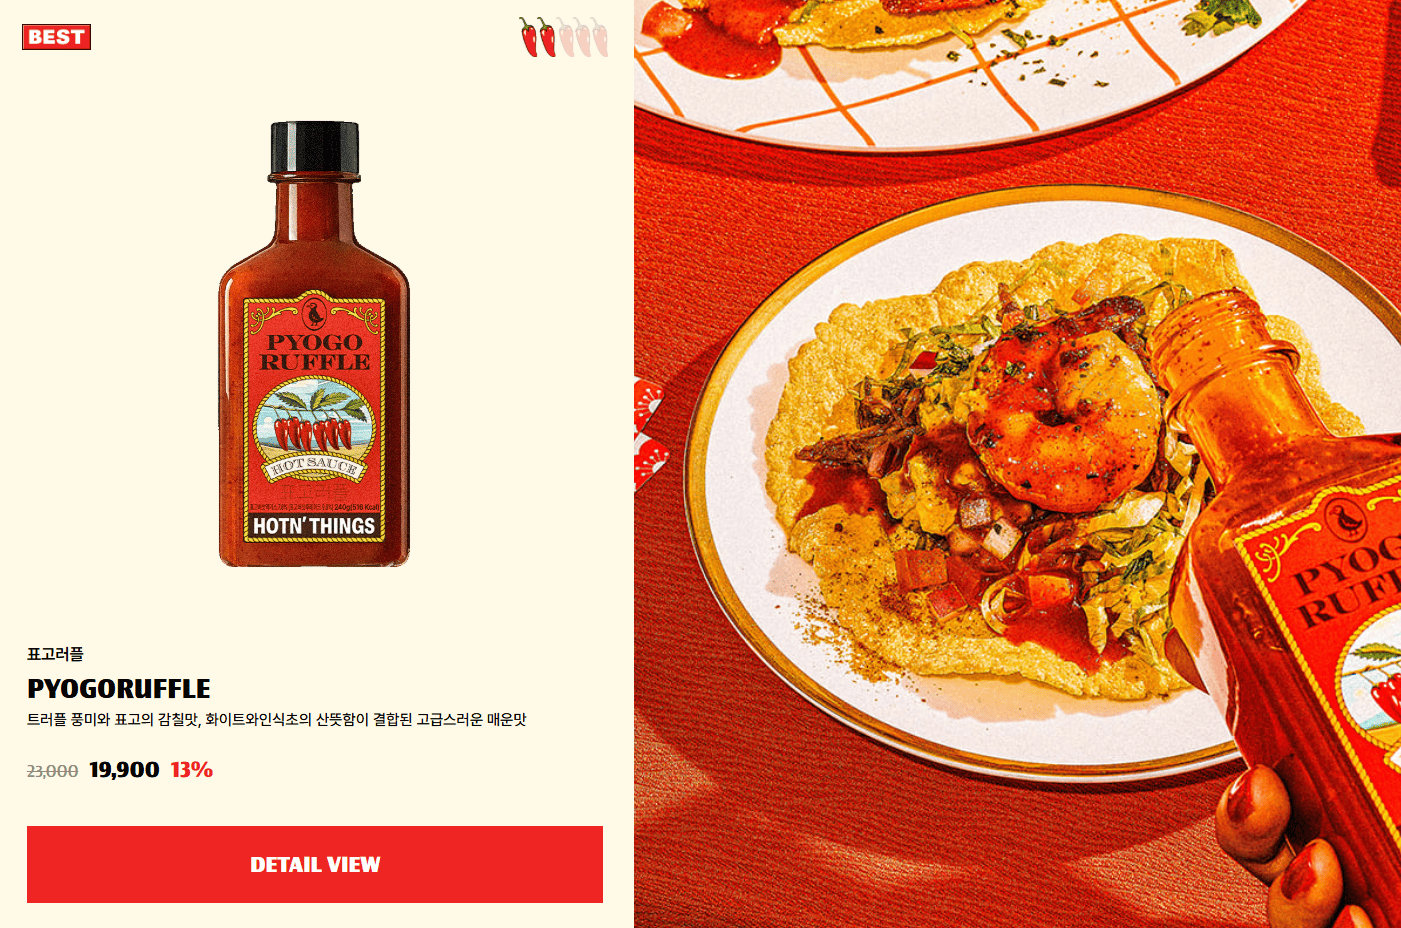 BEST
PYOGO
RUFFLE
HOT SAUCE
표고러플
240g(516 Kcal)
HOTN' THINGS
표고러플
PYOGORUFFLE
트러플 풍미와 표고의 감칠맛, 화이트와인식초의 산뜻함이 결합된 고급스러운 매운맛
23,000 19,900 13%
DETAIL VIEW
PYOG
RUFF